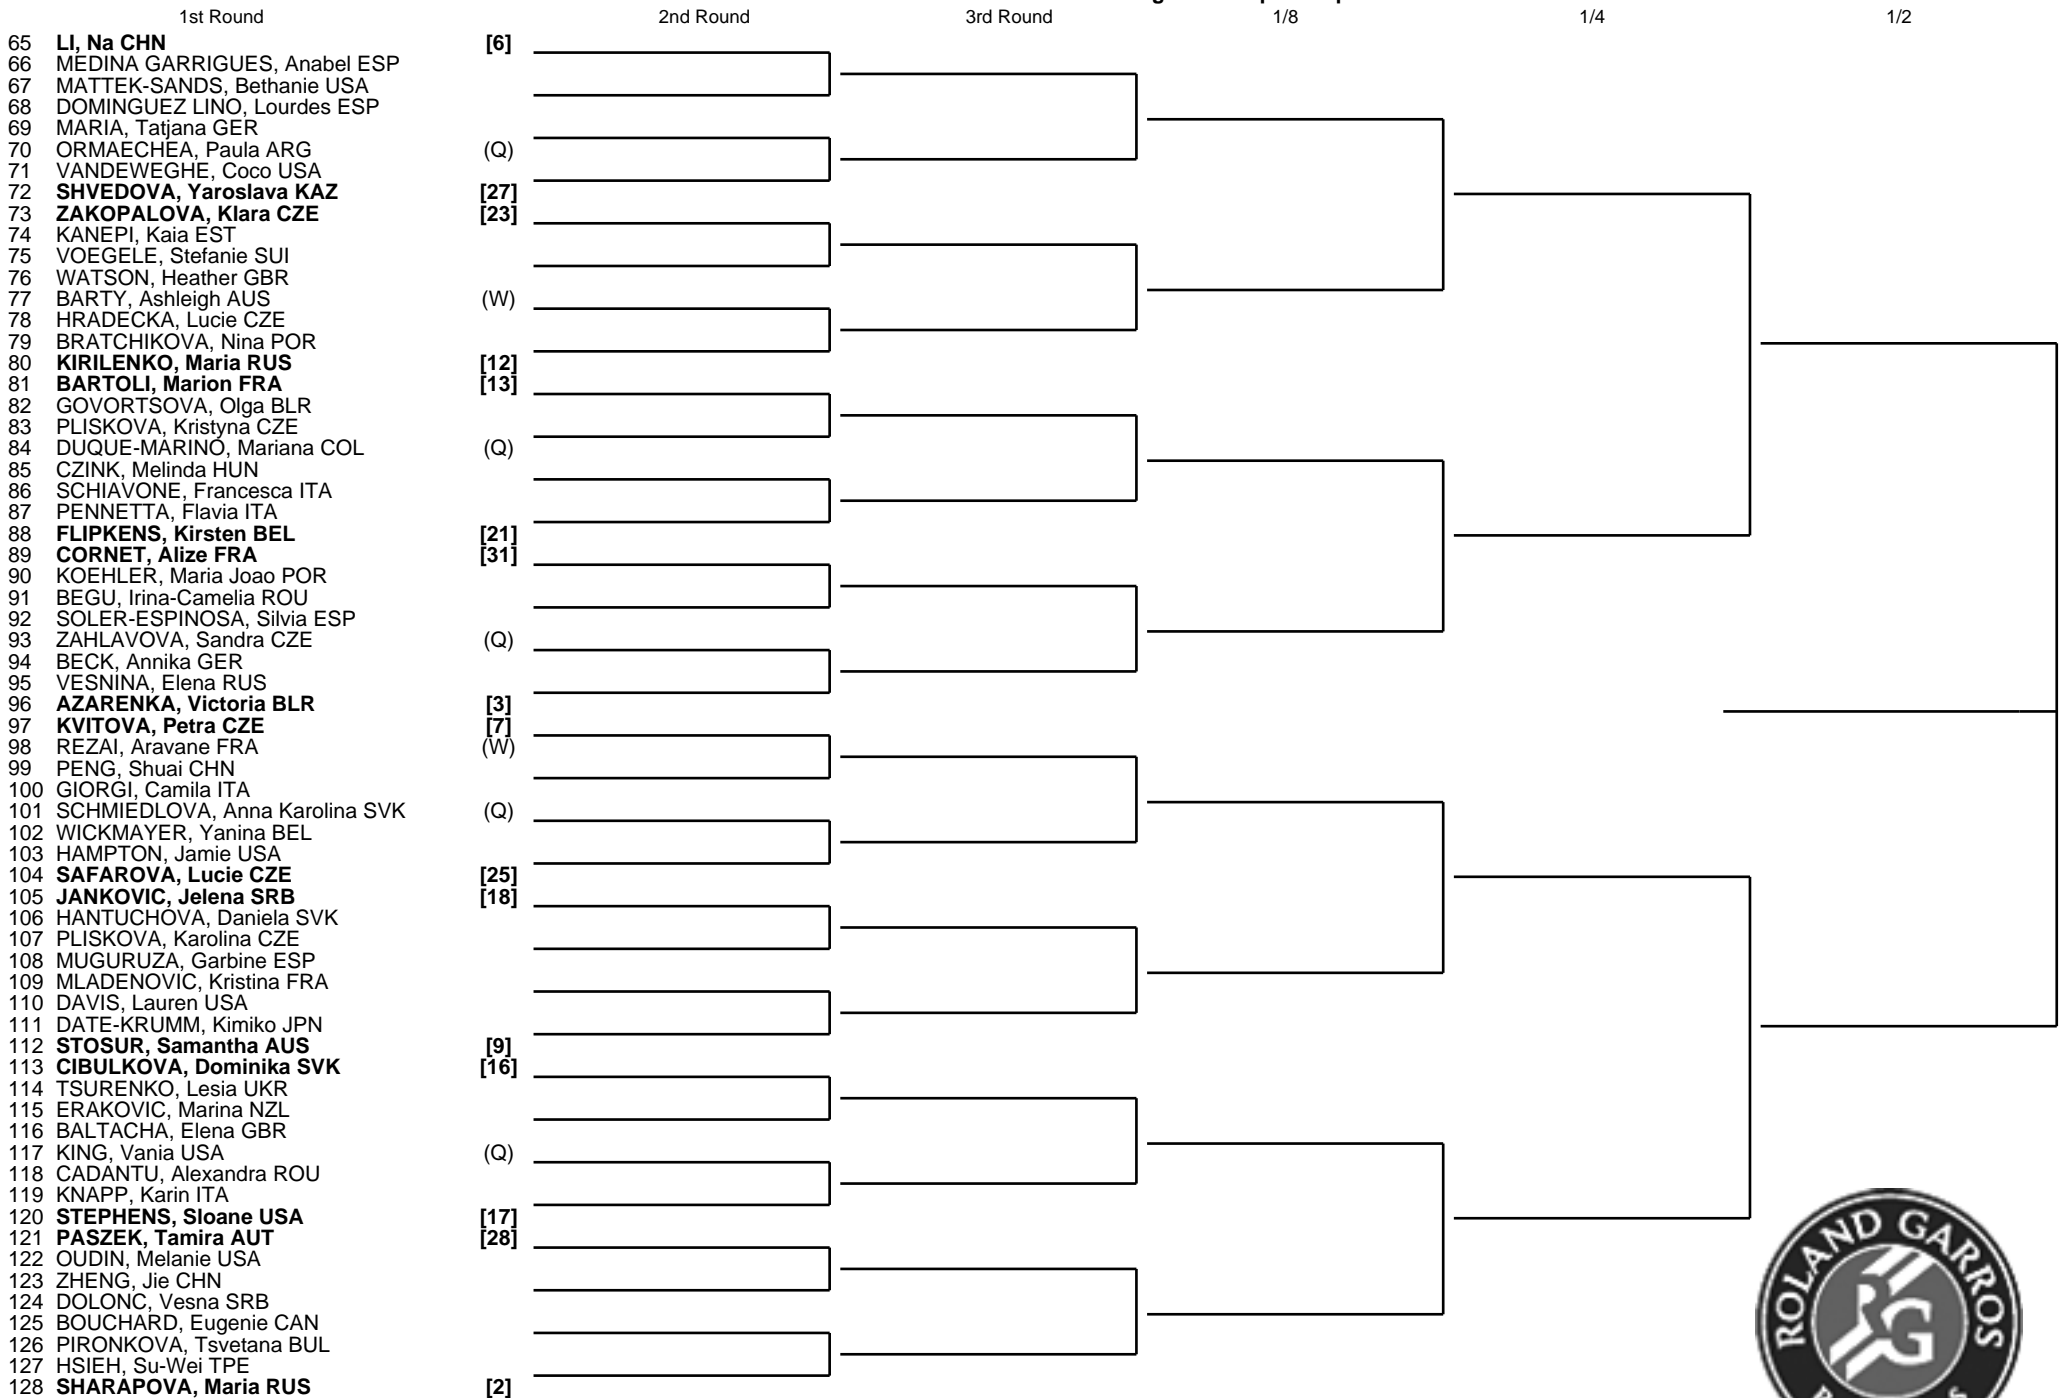 1st Round 2nd Round 3rd Round 1/8 1/4 1/2
65 LI, Na CHN [6]
66 MEDINA GARRIGUES, Anabel ESP
67 MATTEK-SANDS, Bethanie USA
68 DOMINGUEZ LINO, Lourdes ESP
69 MARIA, Tatjana GER
70 ORMAECHEA, Paula ARG (Q)
71 VANDEWEGHE, Coco USA
72 SHVEDOVA, Yaroslava KAZ [27]
73 ZAKOPALOVA, Klara CZE [23]
74 KANEPI, Kaia EST
75 VOEGELE, Stefanie SUI
76 WATSON, Heather GBR
77 BARTY, Ashleigh AUS (W)
78 HRADECKA, Lucie CZE
79 BRATCHIKOVA, Nina POR
80 KIRILENKO, Maria RUS [12]
81 BARTOLI, Marion FRA [13]
82 GOVORTSOVA, Olga BLR
83 PLISKOVA, Kristyna CZE
84 DUQUE-MARINO, Mariana COL (Q)
85 CZINK, Melinda HUN
86 SCHIAVONE, Francesca ITA
87 PENNETTA, Flavia ITA
88 FLIPKENS, Kirsten BEL [21]
89 CORNET, Alize FRA [31]
90 KOEHLER, Maria Joao POR
91 BEGU, Irina-Camelia ROU
92 SOLER-ESPINOSA, Silvia ESP
93 ZAHLAVOVA, Sandra CZE (Q)
94 BECK, Annika GER
95 VESNINA, Elena RUS
96 AZARENKA, Victoria BLR [3]
97 KVITOVA, Petra CZE [7]
98 REZAI, Aravane FRA (W)
99 PENG, Shuai CHN
100 GIORGI, Camila ITA
101 SCHMIEDLOVA, Anna Karolina SVK (Q)
102 WICKMAYER, Yanina BEL
103 HAMPTON, Jamie USA
104 SAFAROVA, Lucie CZE [25]
105 JANKOVIC, Jelena SRB [18]
106 HANTUCHOVA, Daniela SVK
107 PLISKOVA, Karolina CZE
108 MUGURUZA, Garbine ESP
109 MLADENOVIC, Kristina FRA
110 DAVIS, Lauren USA
111 DATE-KRUMM, Kimiko JPN
112 STOSUR, Samantha AUS [9]
113 CIBULKOVA, Dominika SVK [16]
114 TSURENKO, Lesia UKR
115 ERAKOVIC, Marina NZL
116 BALTACHA, Elena GBR
117 KING, Vania USA (Q)
118 CADANTU, Alexandra ROU
119 KNAPP, Karin ITA
120 STEPHENS, Sloane USA [17]
121 PASZEK, Tamira AUT [28]
122 OUDIN, Melanie USA
123 ZHENG, Jie CHN
124 DOLONC, Vesna SRB
125 BOUCHARD, Eugenie CAN
126 PIRONKOVA, Tsvetana BUL
127 HSIEH, Su-Wei TPE
128 SHARAPOVA, Maria RUS [2]
ROLAND GARROS
RG